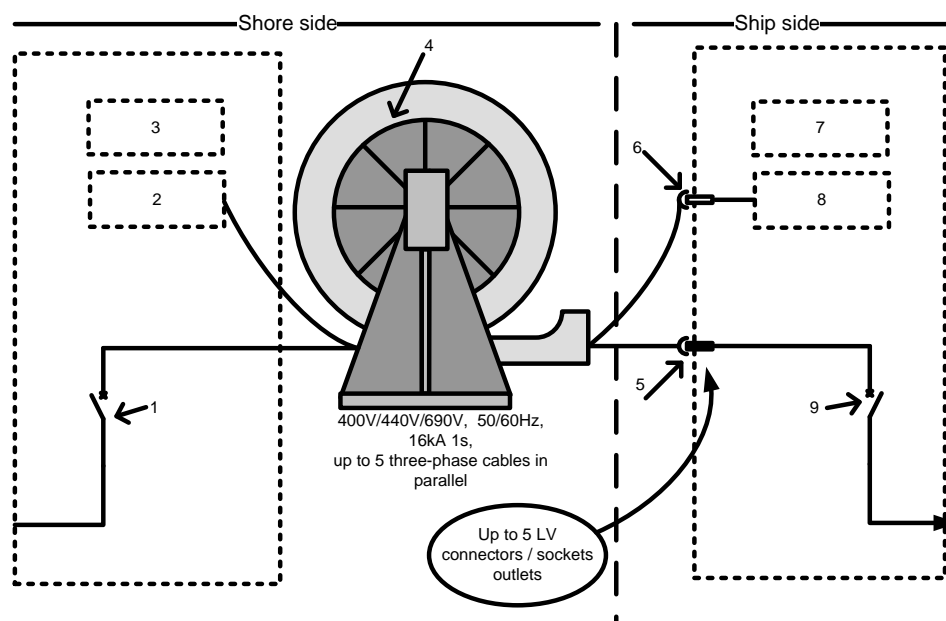 Shore side
Ship side
4
3
2
7
6
8
1
5
9
400V/440V/690V, 50/60Hz,
16kA 1s,
up to 5 three-phase cables in
parallel
Up to 5 LV
connectors / sockets
outlets